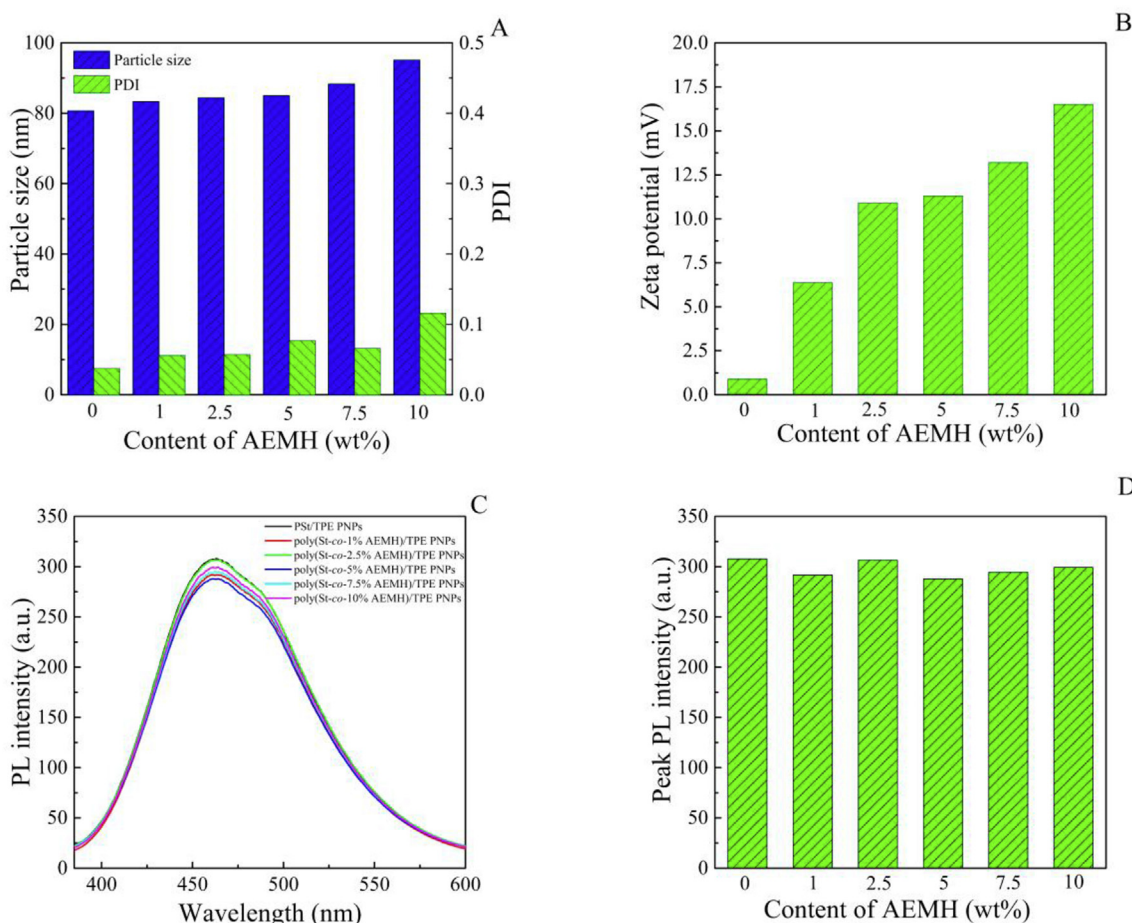 A
Particle size
PDI
Particle size (nm)
100
80
60
40
20
0
0.5
0.4
0.3
0.2
0.1
0.0
PDI
0 1 2.5 5 7.5 10
Content of AEMH (wt%)
B
Zeta potential (mV)
20.0
17.5
15.0
12.5
10.0
7.5
5.0
2.5
0.0
0 1 2.5 5 7.5 10
Content of AEMH (wt%)
C
PSt/TPE PNPs
poly(St-co-1% AEMH)/TPE PNPs
poly(St-co-2.5% AEMH)/TPE PNPs
poly(St-co-5% AEMH)/TPE PNPs
poly(St-co-7.5% AEMH)/TPE PNPs
poly(St-co-10% AEMH)/TPE PNPs
PL intensity (a.u.)
350
300
250
200
150
100
50
0
400 450 500 550 600
Wavelength (nm)
D
Peak PL intensity (a.u.)
350
300
250
200
150
100
50
0
0 1 2.5 5 7.5 10
Content of AEMH (wt%)